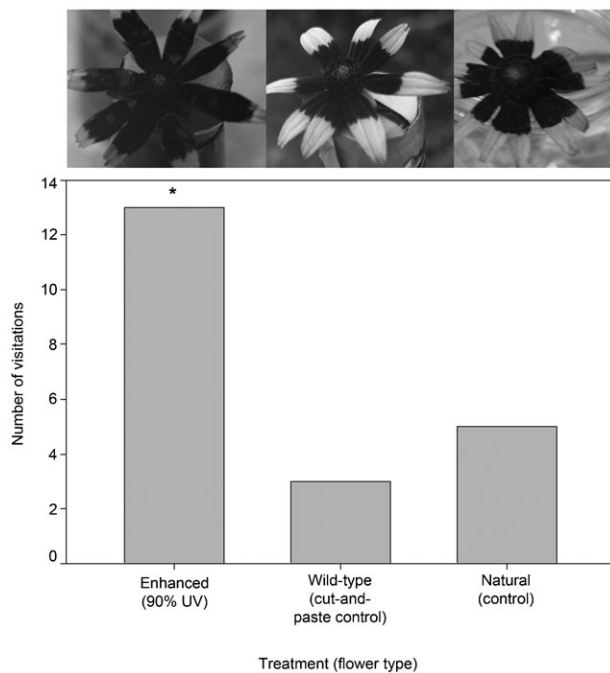 14
*
12
10
8
6
4
2
0
Number of visitations
Enhanced
(90% UV)
Wild-type
(cut-and-
paste control)
Natural
(control)
Treatment (flower type)